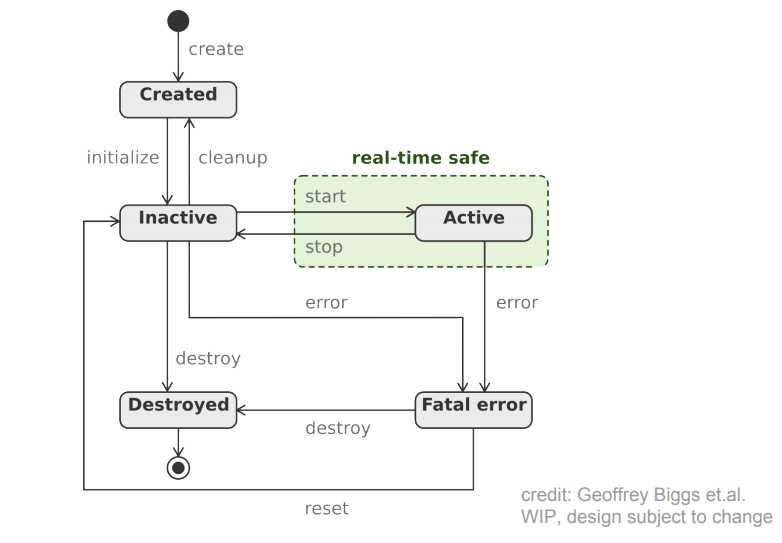 create
Created
initialize
cleanup
real-time safe
start
Inactive
Active
stop
error
error
destroy
Destroyed
Fatal error
destroy
reset
credit: Geoffrey Biggs et.al.
WIP, design subject to change